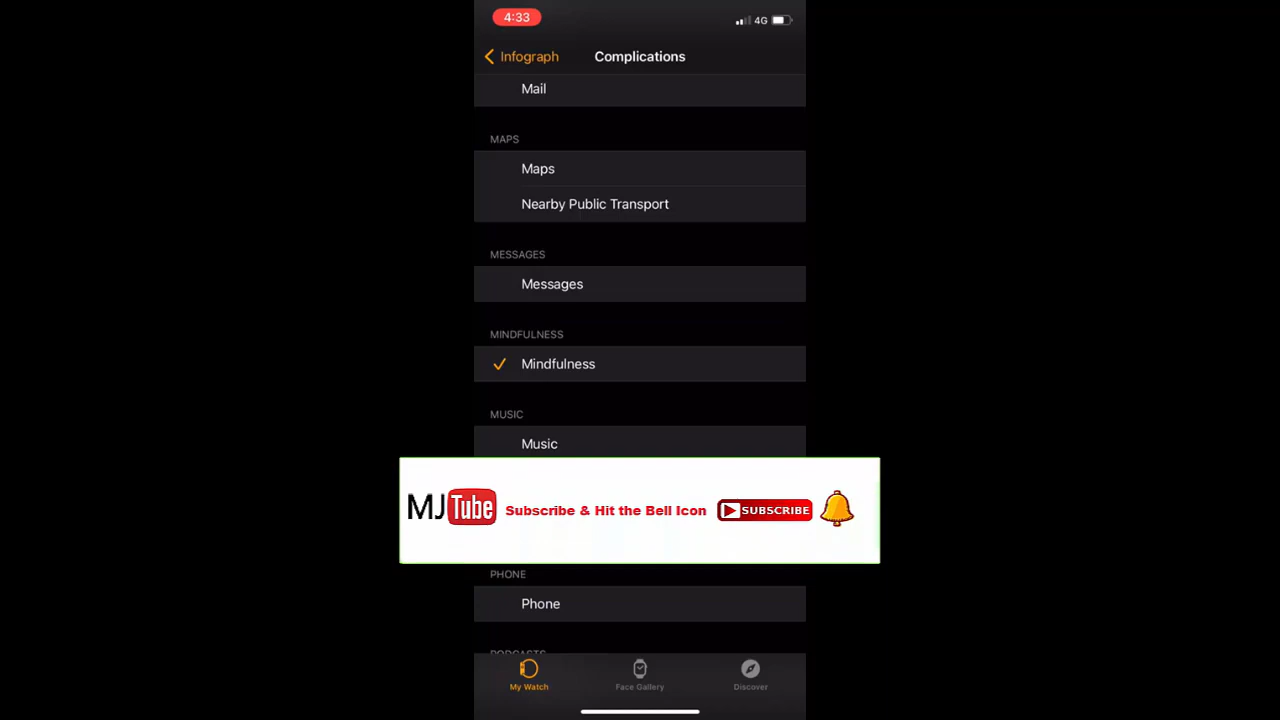 4:33
4G
Infograph
Complications
Mail
MAPS
Maps
Nearby Public Transport
MESSAGES
Messages
MINDFULNESS
Mindfulness
MUSIC
Music
MJ Tube Subscribe & Hit the Bell Icon SUBSCRIBE
PHONE
Phone
PODCASTS
My Watch Face Gallery Discover